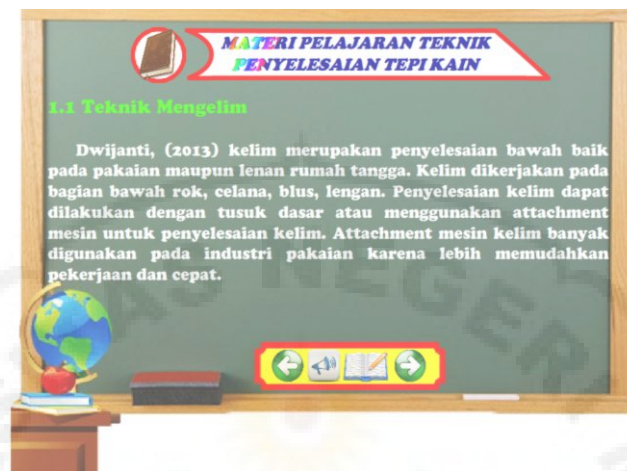 MATERI PELAJARAN TEKNIK
PENYELESAIAN TEPI KAIN
1.1 Teknik Mengelim
Dwijanti, (2013) kelim merupakan penyelesaian bawah baik
pada pakaian maupun lenan rumah tangga. Kelim dikerjakan pada
bagian bawah rok, celana, blus, lengan. Penyelesaian kelim dapat
dilakukan dengan tusuk dasar atau menggunakan attachment
mesin untuk penyelesaian kelim. Attachment mesin kelim banyak
digunakan pada industri pakaian karena lebih memudahkan
pekerjaan dan cepat.